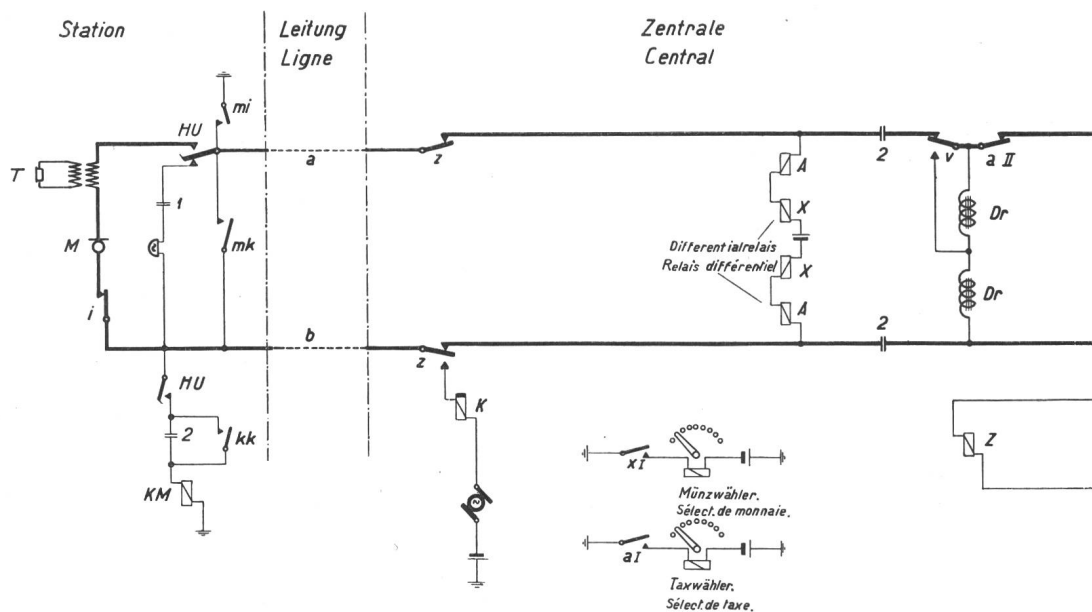 Station
Leitung
Ligne
Zentrale
Central
mi
HU
a
z
2
v
a II
T
A
1
X
Dr
M
mk
Differentialrelais
Relais différentiel
X
i
A
Dr
b
2
z
HU
K
2
kk
Z
xI
KM
Münzwähler.
Sélect. de monnaie.
aI
Taxwähler.
Sélect. de taxe.